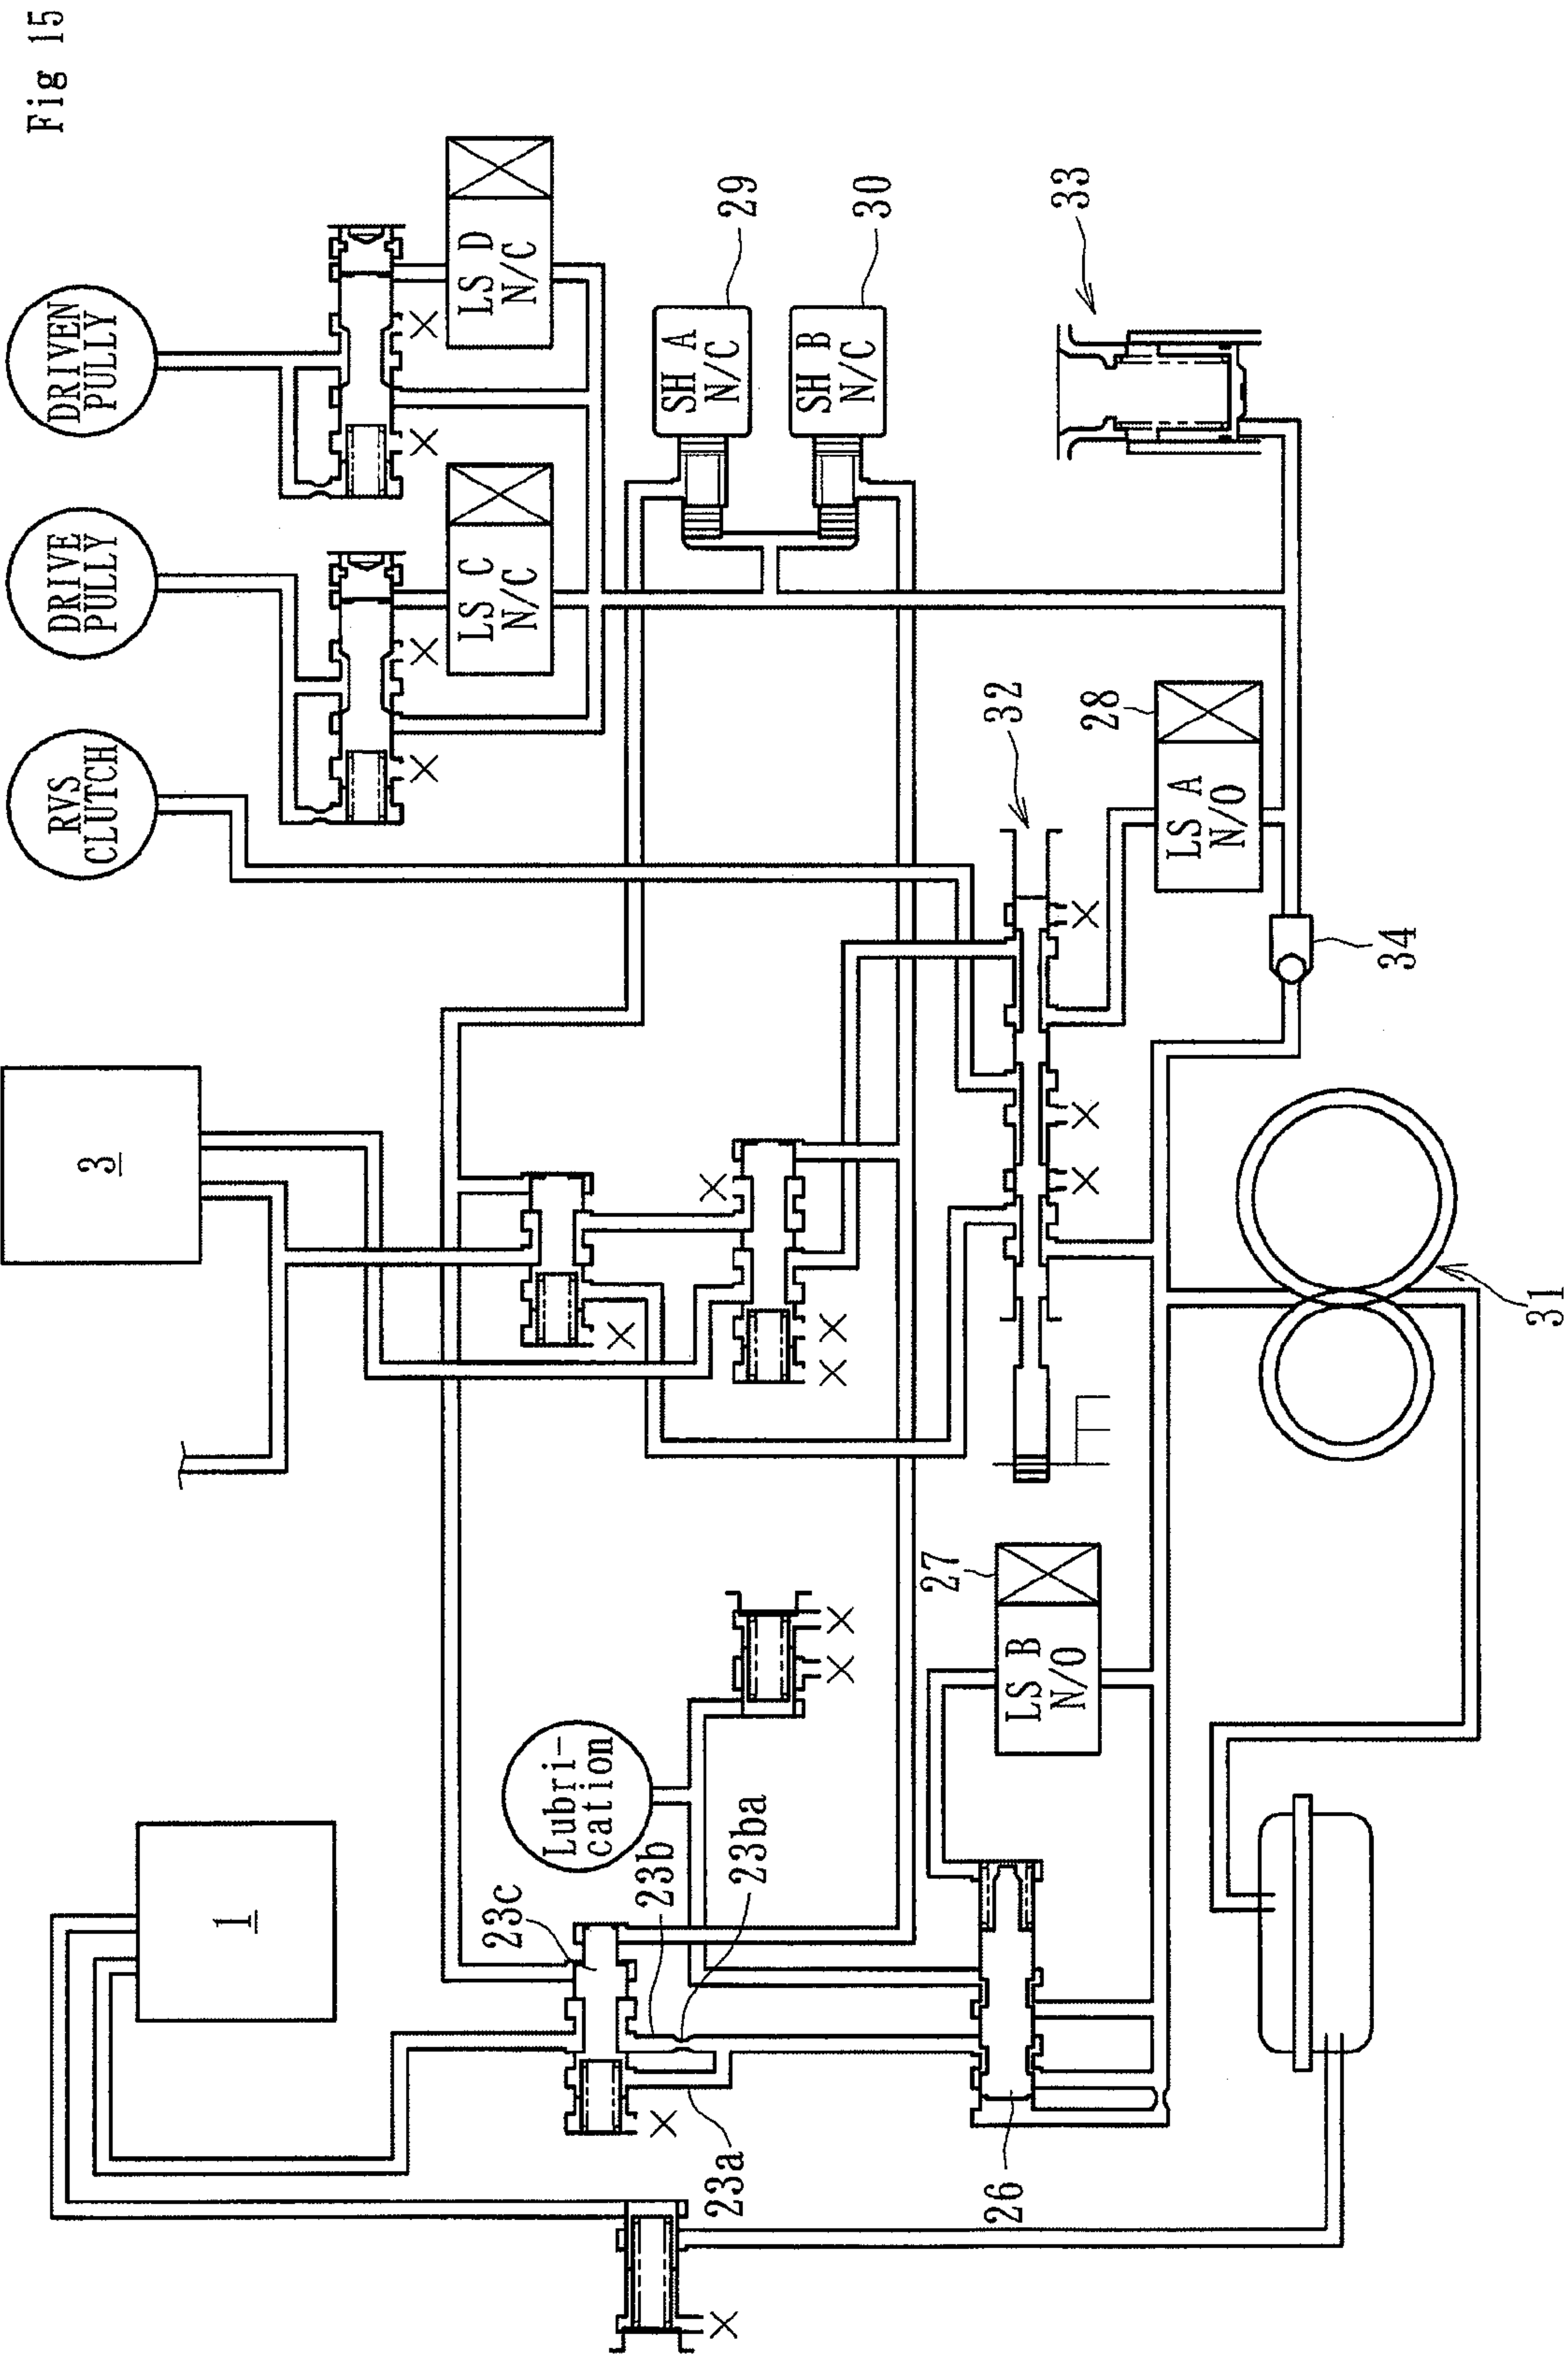 Fig 15
DRIVEN
PULLY
DRIVE
PULLY
RVS
CLUTCH
LS D
N/C
LS C
N/C
SH A
N/C
29
SH B
N/C
30
33
3
32
28
LS A
N/O
34
31
27
LS B
N/O
Lubri-
cation
1
23c
23b
23ba
23a
26